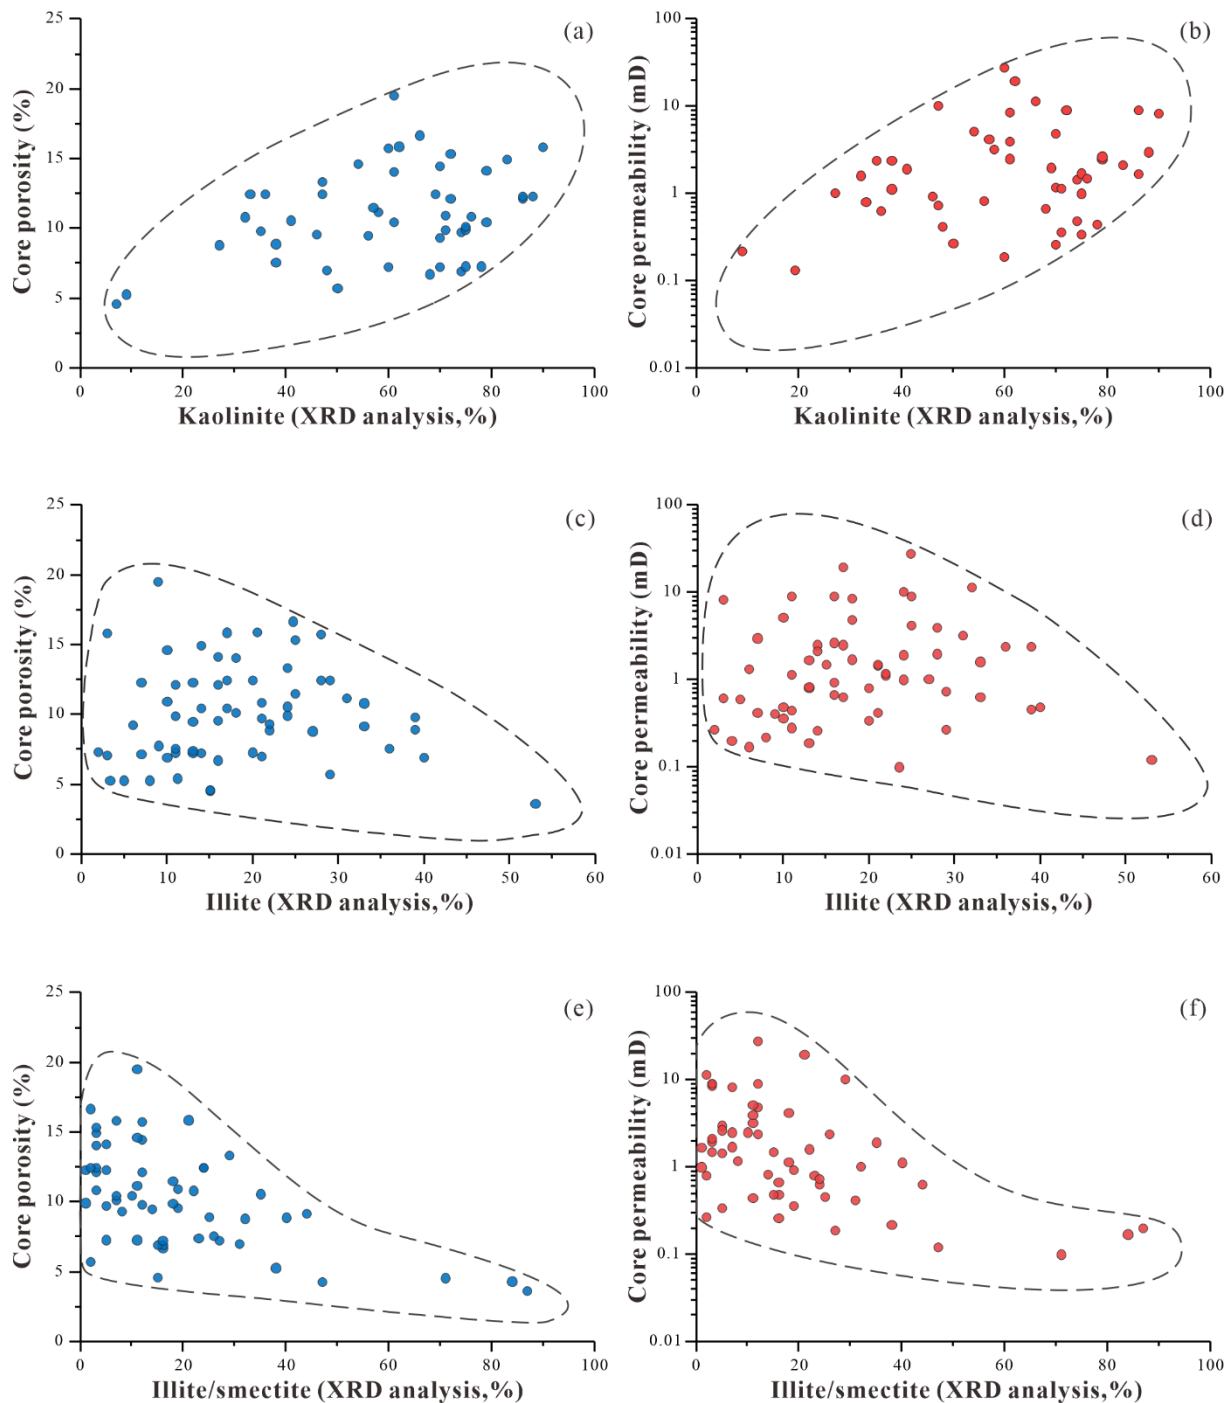 (a)
Core porosity (%)
25
20
15
10
5
0
0 20 40 60 80 100
Kaolinite (XRD analysis,%)
(b)
Core permeability (mD)
100
10
1
0.1
0.01
0 20 40 60 80 100
Kaolinite (XRD analysis,%)
(c)
Core porosity (%)
25
20
15
10
5
0
0 10 20 30 40 50 60
Illite (XRD analysis,%)
(d)
Core permeability (mD)
100
10
1
0.1
0.01
0 10 20 30 40 50 60
Illite (XRD analysis,%)
(e)
Core porosity (%)
25
20
15
10
5
0
0 20 40 60 80 100
Illite/smectite (XRD analysis,%)
(f)
Core permeability (mD)
100
10
1
0.1
0.01
0 20 40 60 80 100
Illite/smectite (XRD analysis,%)